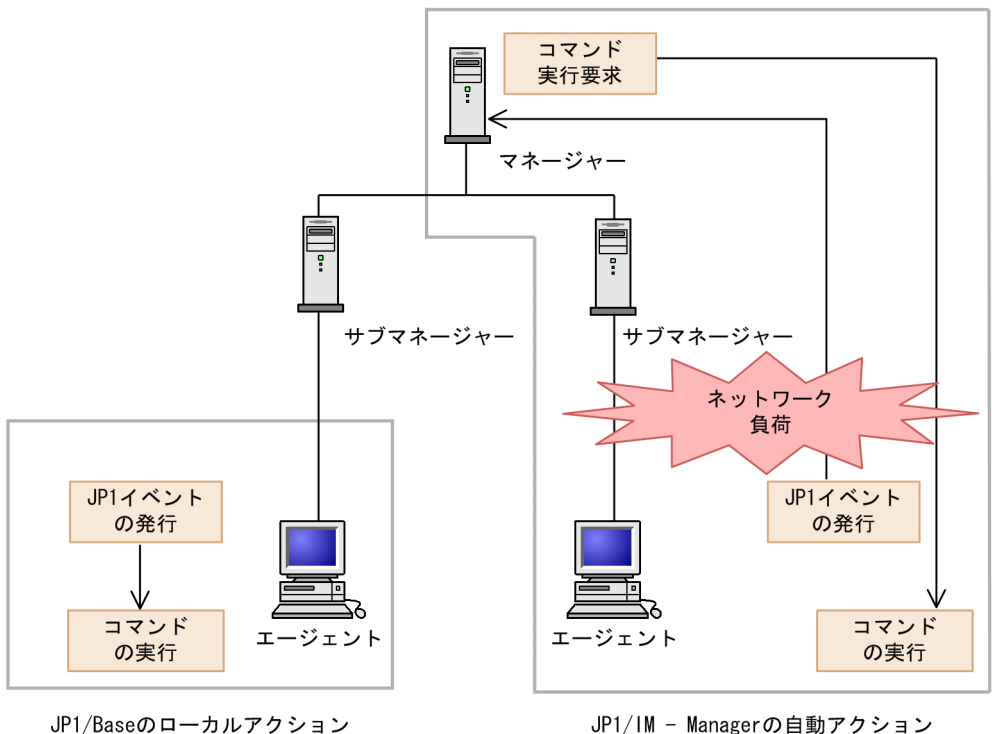 コマンド
実行要求
マネージャー
サブマネージャー
サブマネージャー
ネットワーク
負荷
JP1イベント
の発行
JP1イベント
の発行
コマンド
の実行
エージェント
エージェント
コマンド
の実行
JP1/Baseのローカルアクション
JP1/IM - Managerの自動アクション